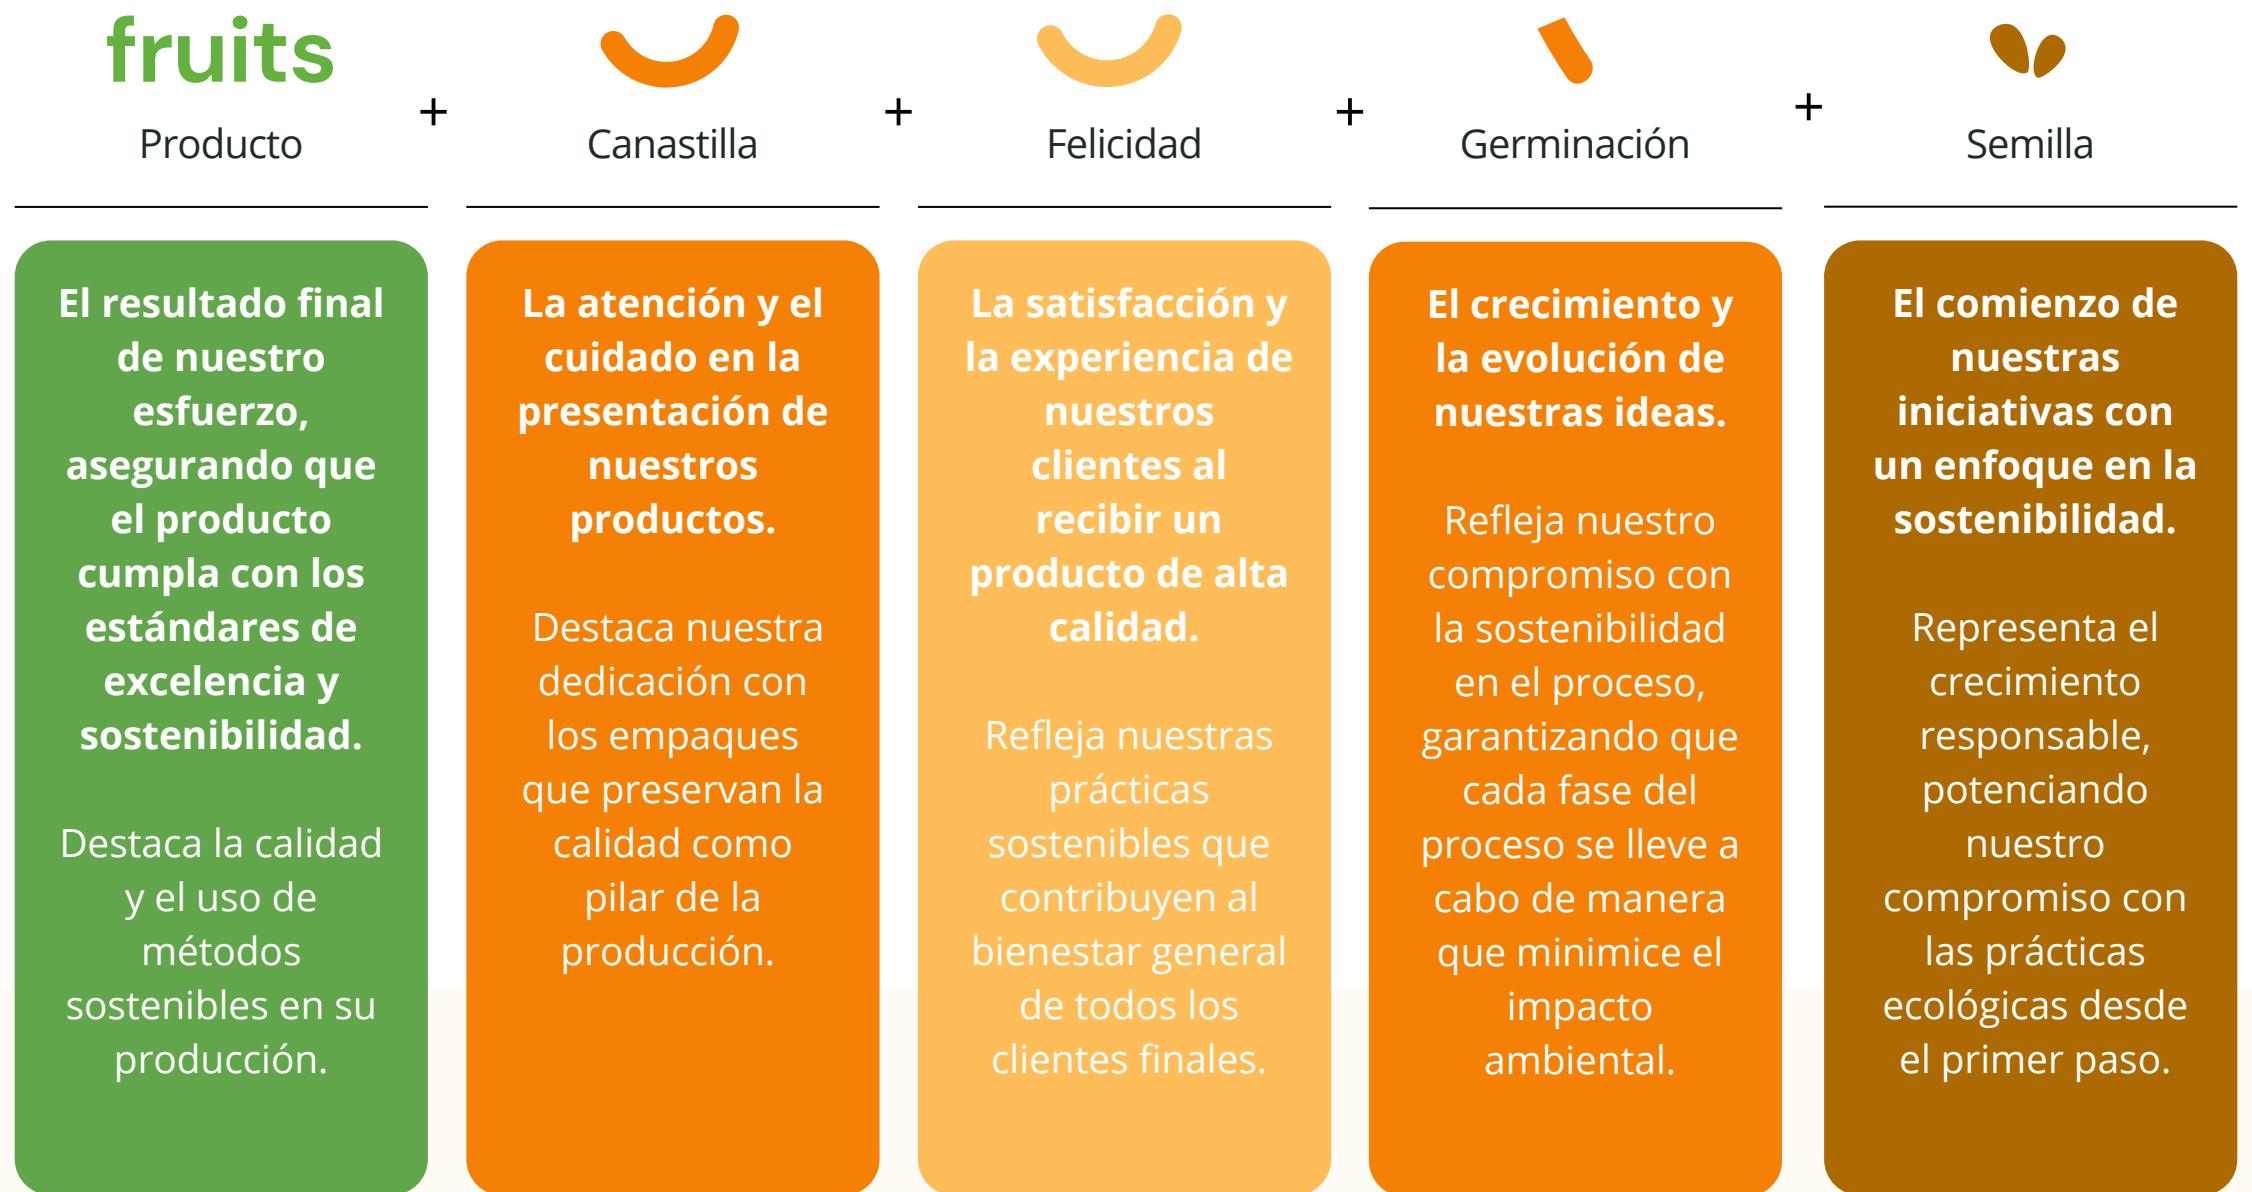 fruits
Producto
+
Canastilla
+
Felicidad
+
Germinación
+
Semilla
El resultado final
de nuestro
esfuerzo,
asegurando que
el producto
cumpla con los
estándares de
excelencia y
sostenibilidad.
Destaca la calidad
y el uso de
métodos
sostenibles en su
producción.
La atención y el
cuidado en la
presentación de
nuestros
productos.
Destaca nuestra
dedicación con
los empaques
que preservan la
calidad como
pilar de la
producción.
La satisfacción y
la experiencia de
nuestros
clientes al
recibir un
producto de alta
calidad.
Refleja nuestras
prácticas
sostenibles que
contribuyen al
bienestar general
de todos los
clientes finales.
El crecimiento y
la evolución de
nuestras ideas.
Refleja nuestro
compromiso con
la sostenibilidad
en el proceso,
garantizando que
cada fase del
proceso se lleve a
cabo de manera
que minimice el
impacto
ambiental.
El comienzo de
nuestras
iniciativas con
un enfoque en la
sostenibilidad.
Representa el
crecimiento
responsable,
potenciando
nuestro
compromiso con
las prácticas
ecológicas desde
el primer paso.